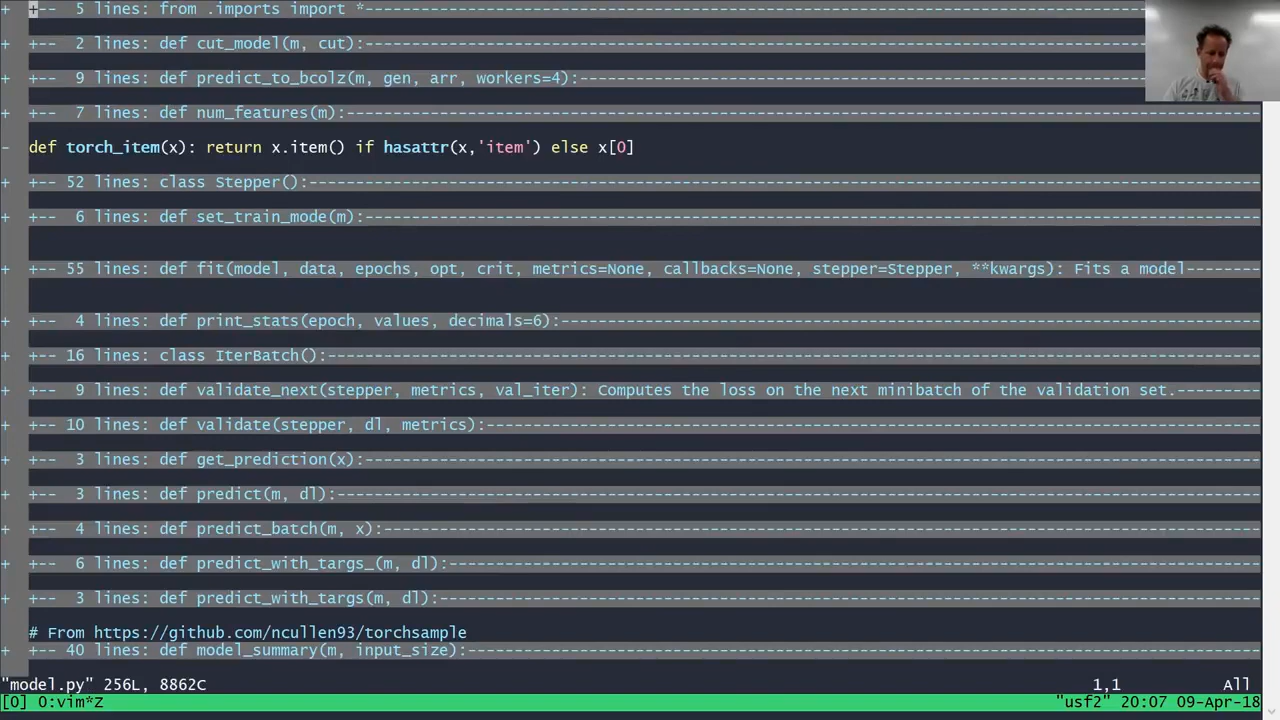 + +--  5 lines: from .imports import *-----------------------------------------------------------------------------------
+ +--  2 lines: def cut_model(m, cut):-----------------------------------------------------------------------------------
+ +--  9 lines: def predict_to_bcolz(m, gen, arr, workers=4):------------------------------------------------------------
+ +--  7 lines: def num_features(m):-------------------------------------------------------------------------------------
- def torch_item(x): return x.item() if hasattr(x,'item') else x[0]
+ +-- 52 lines: class Stepper():------------------------------------------------------------------------------------------------------
+ +--  6 lines: def set_train_mode(m):------------------------------------------------------------------------------------------------
+ +-- 55 lines: def fit(model, data, epochs, opt, crit, metrics=None, callbacks=None, stepper=Stepper, **kwargs): Fits a model--------
+ +--  4 lines: def print_stats(epoch, values, decimals=6):---------------------------------------------------------------------------
+ +-- 16 lines: class IterBatch():----------------------------------------------------------------------------------------------------
+ +--  9 lines: def validate_next(stepper, metrics, val_iter): Computes the loss on the next minibatch of the validation set.---------
+ +-- 10 lines: def validate(stepper, dl, metrics):-----------------------------------------------------------------------------------
+ +--  3 lines: def get_prediction(x):------------------------------------------------------------------------------------------------
+ +--  3 lines: def predict(m, dl):---------------------------------------------------------------------------------------------------
+ +--  4 lines: def predict_batch(m, x):----------------------------------------------------------------------------------------------
+ +--  6 lines: def predict_with_targs_(m, dl):---------------------------------------------------------------------------------------
+ +--  3 lines: def predict_with_targs(m, dl):----------------------------------------------------------------------------------------
# From https://github.com/ncullen93/torchsample
+ +-- 40 lines: def model_summary(m, input_size):-------------------------------------------------------------------------------------
"model.py" 256L, 8862C 1,1 All
[0] 0:vim*Z "usf2" 20:07 09-Apr-18